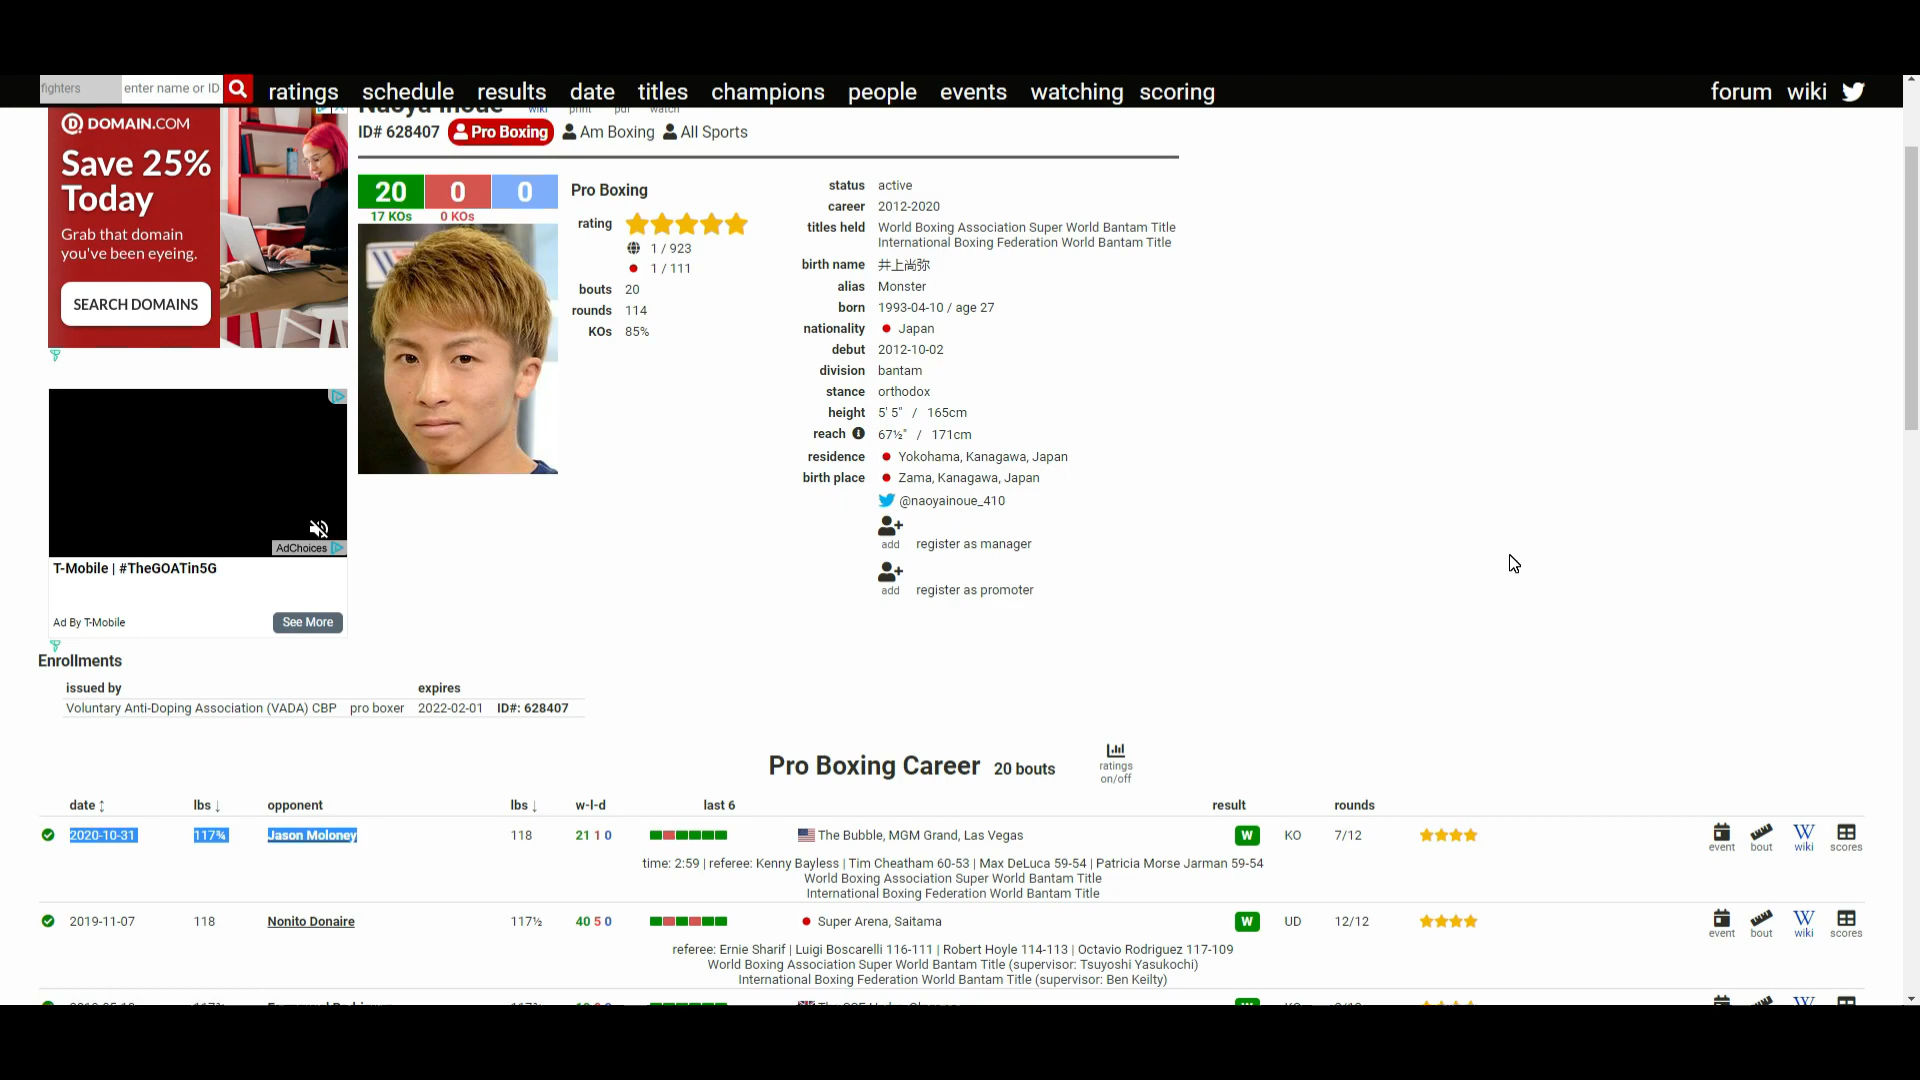 fighters enter name or ID ratings schedule results date titles champions people events watching scoring forum wiki
DOMAIN.COM
Save 25%
Today
Grab that domain
you've been eyeing.
SEARCH DOMAINS
Naoya Inoue wiki print pdf watch
ID# 628407 Pro Boxing Am Boxing All Sports
20 0 0
17 KOs 0 KOs
Pro Boxing
rating
1 / 923
1 / 111
bouts 20
rounds 114
KOs 85%
status active
career 2012-2020
titles held World Boxing Association Super World Bantam Title
International Boxing Federation World Bantam Title
birth name 井上尚弥
alias Monster
born 1993-04-10 / age 27
nationality Japan
debut 2012-10-02
division bantam
stance orthodox
height 5' 5" / 165cm
reach 67½" / 171cm
residence Yokohama, Kanagawa, Japan
birth place Zama, Kanagawa, Japan
@naoyainoue_410
add register as manager
add register as promoter
AdChoices
T-Mobile | #TheGOATin5G
Ad By T-Mobile See More
Enrollments
issued by expires
Voluntary Anti-Doping Association (VADA) CBP pro boxer 2022-02-01 ID#: 628407
Pro Boxing Career 20 bouts
ratings
on/off
date lbs opponent lbs w-l-d last 6 result rounds
2020-10-31 117¾ Jason Moloney 118 21 1 0 The Bubble, MGM Grand, Las Vegas W KO 7/12 event bout wiki scores
time: 2:59 | referee: Kenny Bayless | Tim Cheatham 60-53 | Max DeLuca 59-54 | Patricia Morse Jarman 59-54
World Boxing Association Super World Bantam Title
International Boxing Federation World Bantam Title
2019-11-07 118 Nonito Donaire 117½ 40 5 0 Super Arena, Saitama W UD 12/12 event bout wiki scores
referee: Ernie Sharif | Luigi Boscarelli 116-111 | Robert Hoyle 114-113 | Octavio Rodriguez 117-109
World Boxing Association Super World Bantam Title (supervisor: Tsuyoshi Yasukochi)
International Boxing Federation World Bantam Title (supervisor: Ben Keilty)